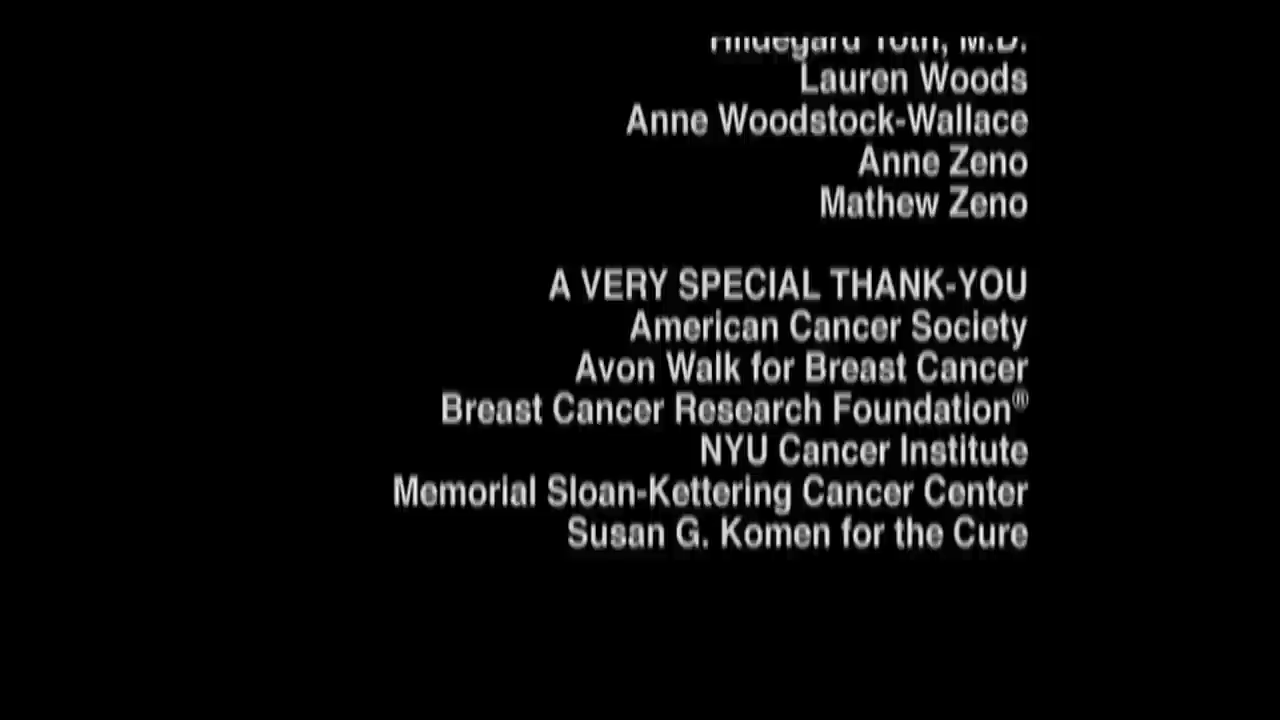 Hildegard Toth, M.D.
Lauren Woods
Anne Woodstock-Wallace
Anne Zeno
Mathew Zeno
A VERY SPECIAL THANK-YOU
American Cancer Society
Avon Walk for Breast Cancer
Breast Cancer Research Foundation®
NYU Cancer Institute
Memorial Sloan-Kettering Cancer Center
Susan G. Komen for the Cure